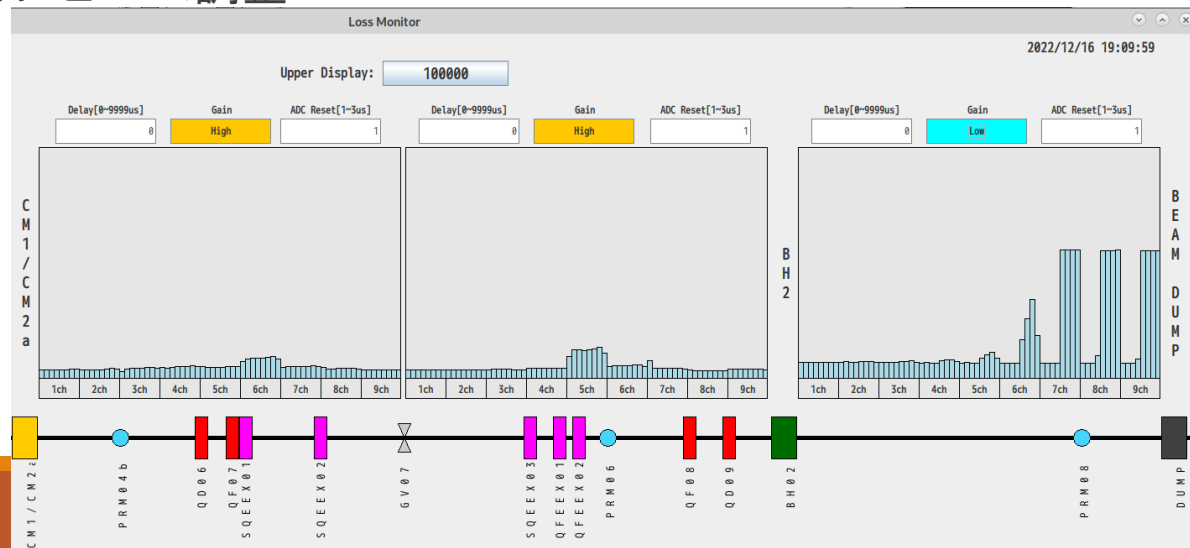 Loss Monitor
2022/12/16 19:09:59
Upper Display: 100000
Delay[0~9999us] Gain ADC Reset[1~3us] Delay[0~9999us] Gain ADC Reset[1~3us] Delay[0~9999us] Gain ADC Reset[1~3us]
0 High 1 0 High 1 0 Low 1
CM1/CM2a
BH2
BEAM DUMP
1ch 2ch 3ch 4ch 5ch 6ch 7ch 8ch 9ch 1ch 2ch 3ch 4ch 5ch 6ch 7ch 8ch 9ch 1ch 2ch 3ch 4ch 5ch 6ch 7ch 8ch 9ch
CM1/CM2a
PRM04b
QD06
QF07
SQEEX01
SQEEX02
GV07
SQEEX03
QFEEX01
QFEEX02
PRM06
QF08
QD09
BH02
PRM08
DUMP